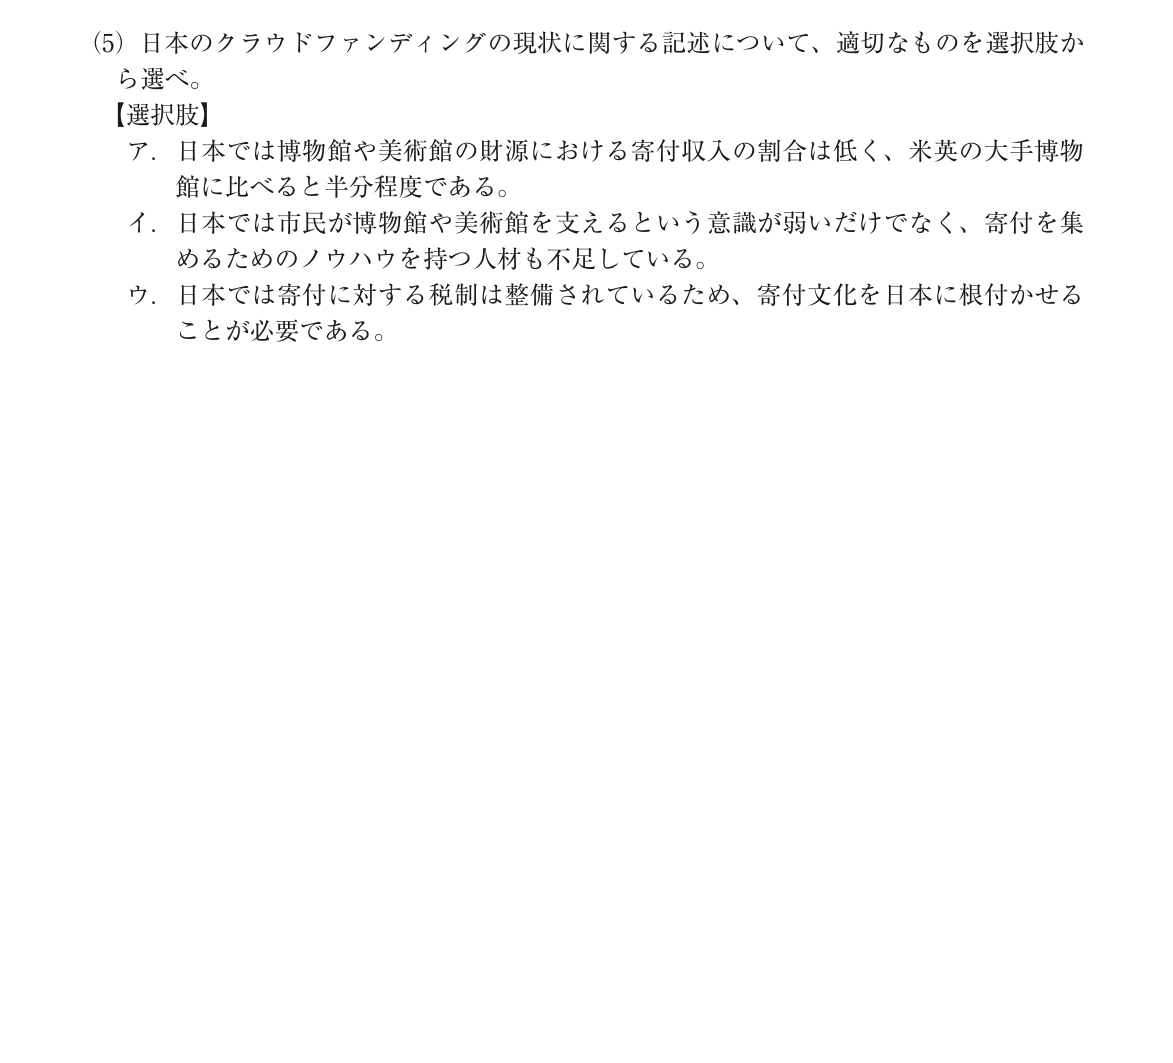 (5) 日本のクラウドファンディングの現状に関する記述について、適切なものを選択肢か
ら選べ。
【選択肢】
ア．日本では博物館や美術館の財源における寄付収入の割合は低く、米英の大手博物
館に比べると半分程度である。
イ．日本では市民が博物館や美術館を支えるという意識が弱いだけでなく、寄付を集
めるためのノウハウを持つ人材も不足している。
ウ．日本では寄付に対する税制は整備されているため、寄付文化を日本に根付かせる
ことが必要である。